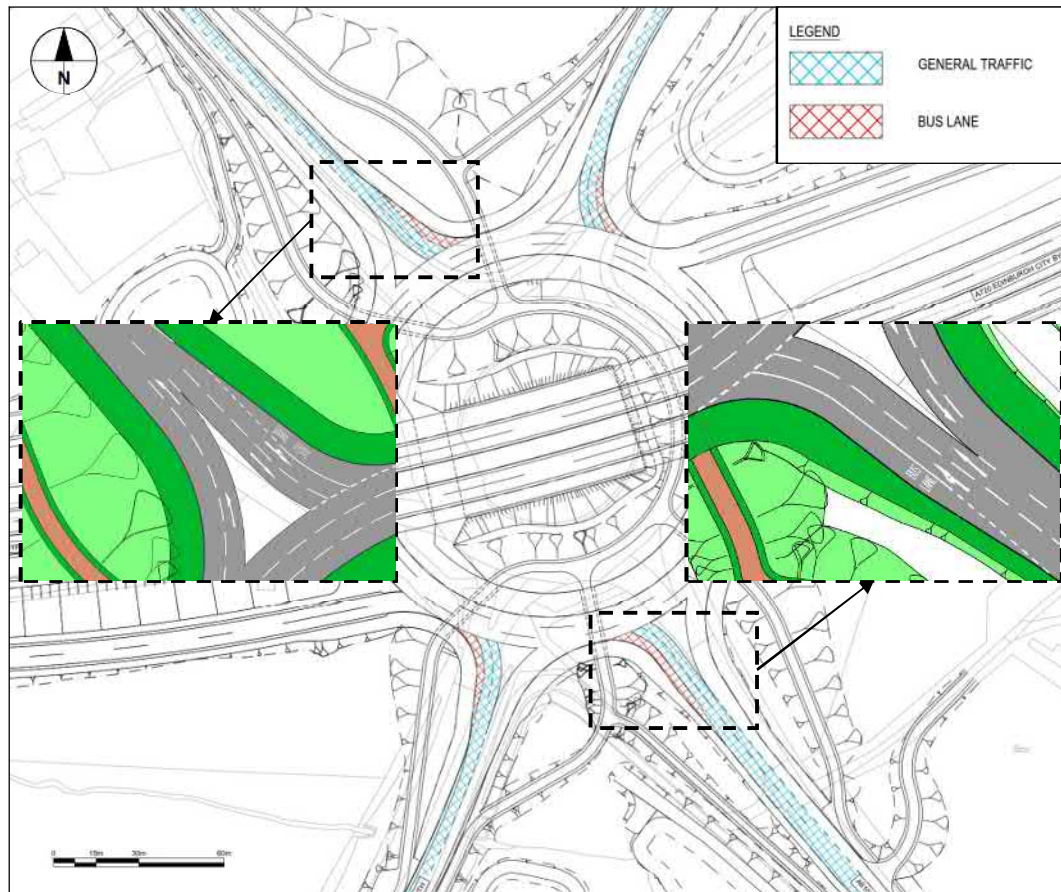 LEGEND
GENERAL TRAFFIC
BUS LANE
N
A720 EDINBURGH CITY BY
BUS
LANE
0 15m 30m 60m